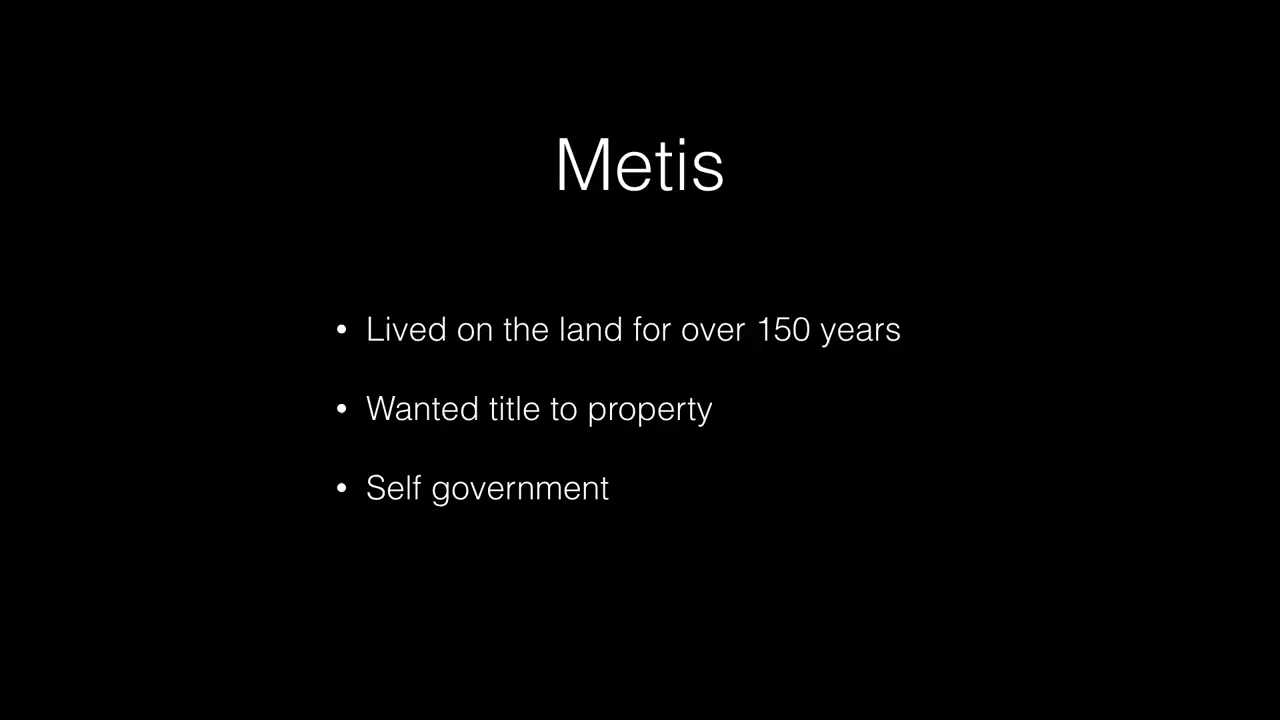 Metis
• Lived on the land for over 150 years
• Wanted title to property
• Self government